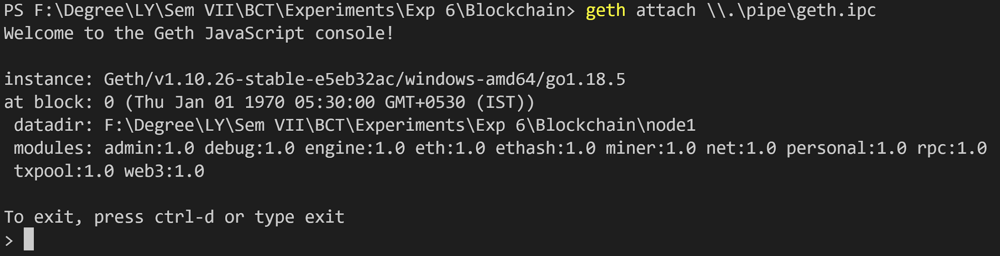 PS F:\Degree\LY\Sem VII\BCT\Experiments\Exp 6\Blockchain> geth attach \\.\pipe\geth.ipc
Welcome to the Geth JavaScript console!
instance: Geth/v1.10.26-stable-e5eb32ac/windows-amd64/go1.18.5
at block: 0 (Thu Jan 01 1970 05:30:00 GMT+0530 (IST))
 datadir: F:\Degree\LY\Sem VII\BCT\Experiments\Exp 6\Blockchain\node1
 modules: admin:1.0 debug:1.0 engine:1.0 eth:1.0 ethash:1.0 miner:1.0 net:1.0 personal:1.0 rpc:1.0
 txpool:1.0 web3:1.0
To exit, press ctrl-d or type exit
>